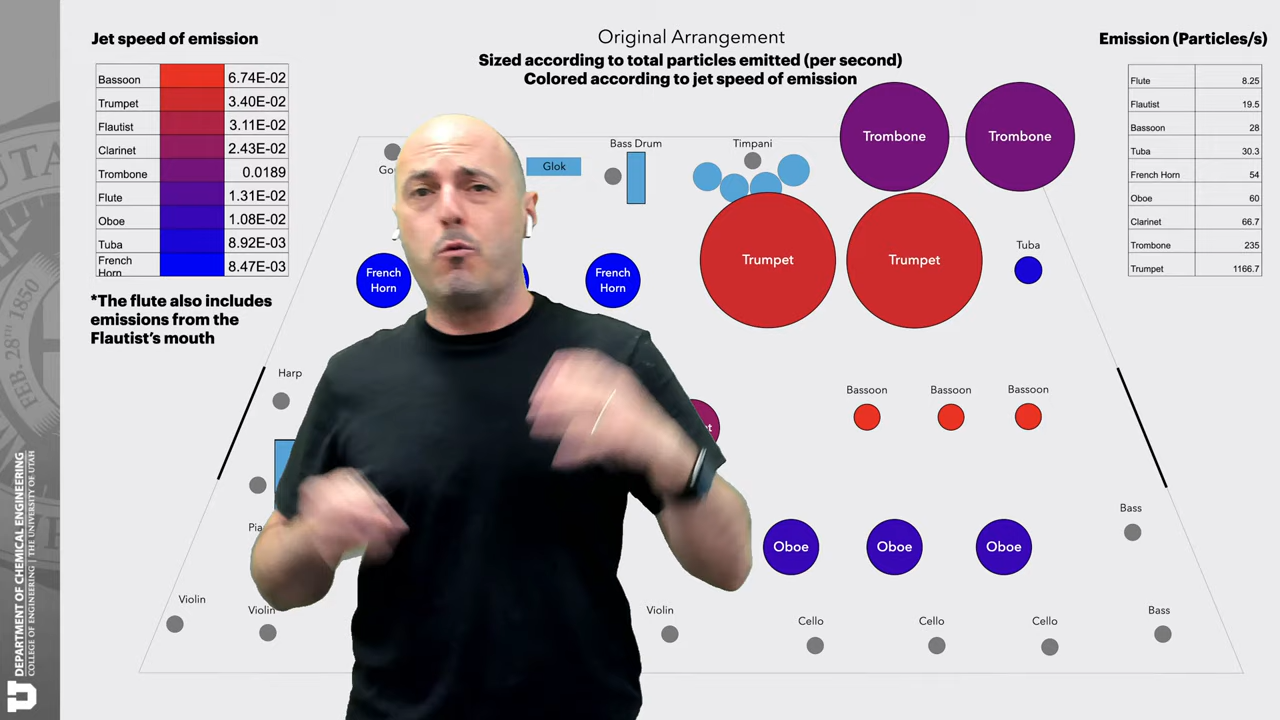 Jet speed of emission
Bassoon 6.74E-02
Trumpet 3.40E-02
Flautist 3.11E-02
Clarinet 2.43E-02
Trombone 0.0189
Flute 1.31E-02
Oboe 1.08E-02
Tuba 8.92E-03
French
Horn 8.47E-03
*The flute also includes
emissions from the
Flautist's mouth
Original Arrangement
Sized according to total particles emitted (per second)
Colored according to jet speed of emission
Emission (Particles/s)
Flute 8.25
Flautist 19.5
Bassoon 28
Tuba 30.3
French Horn 54
Oboe 60
Clarinet 66.7
Trombone 235
Trumpet 1166.7
Glok
Bass Drum
Timpani
Trombone
Trombone
French
Horn
French
Horn
Trumpet
Trumpet
Tuba
Harp
Bassoon
Bassoon
Bassoon
Oboe
Oboe
Oboe
Bass
Violin
Violin
Violin
Cello
Cello
Cello
Bass
FEB. 28TH 1850
DEPARTMENT OF CHEMICAL ENGINEERING
COLLEGE OF ENGINEERING | THE UNIVERSITY OF UTAH